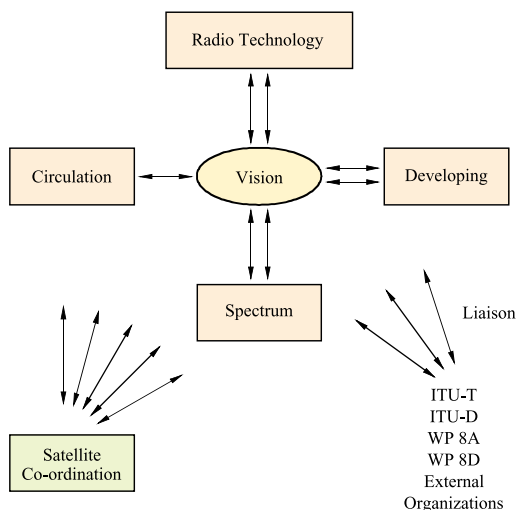 Radio Technology
Circulation
Vision
Developing
Spectrum
Liaison
ITU-T
ITU-D
WP 8A
WP 8D
External
Organizations
Satellite
Co-ordination